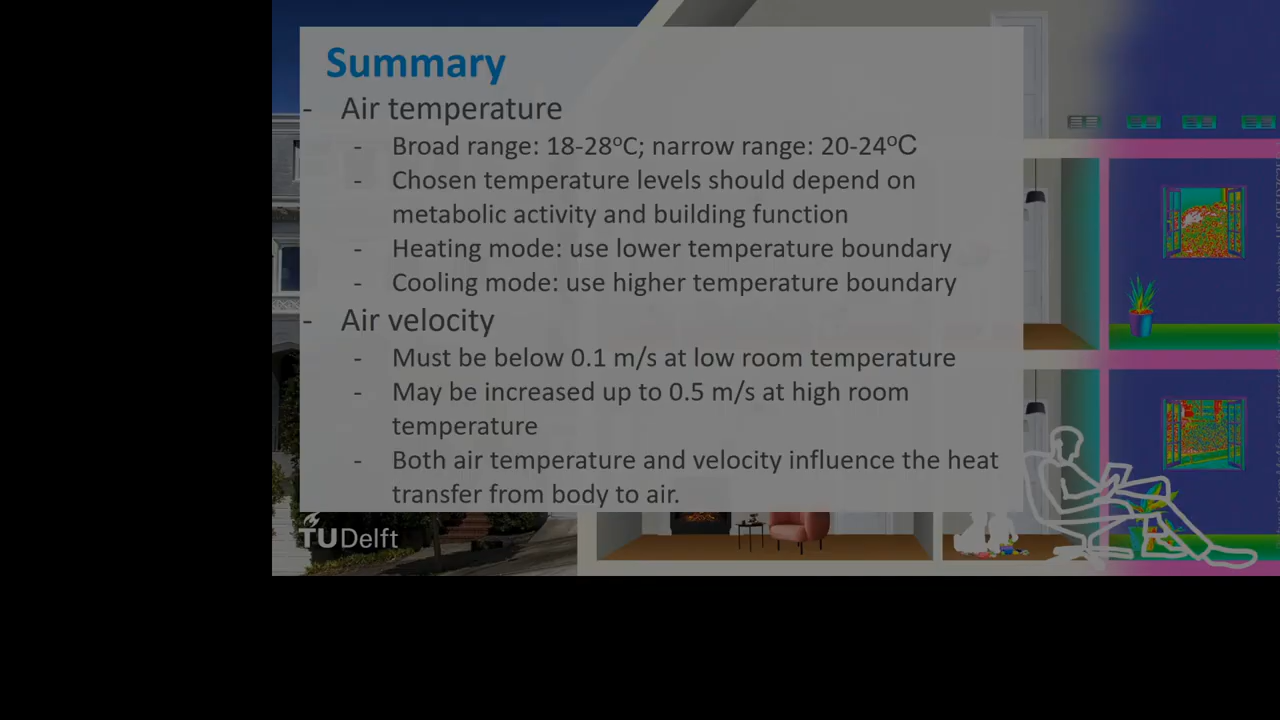 Summary
- Air temperature
- Broad range: 18-28°C; narrow range: 20-24°C
- Chosen temperature levels should depend on
metabolic activity and building function
- Heating mode: use lower temperature boundary
- Cooling mode: use higher temperature boundary
- Air velocity
- Must be below 0.1 m/s at low room temperature
- May be increased up to 0.5 m/s at high room
temperature
- Both air temperature and velocity influence the heat
transfer from body to air.
TUDelft